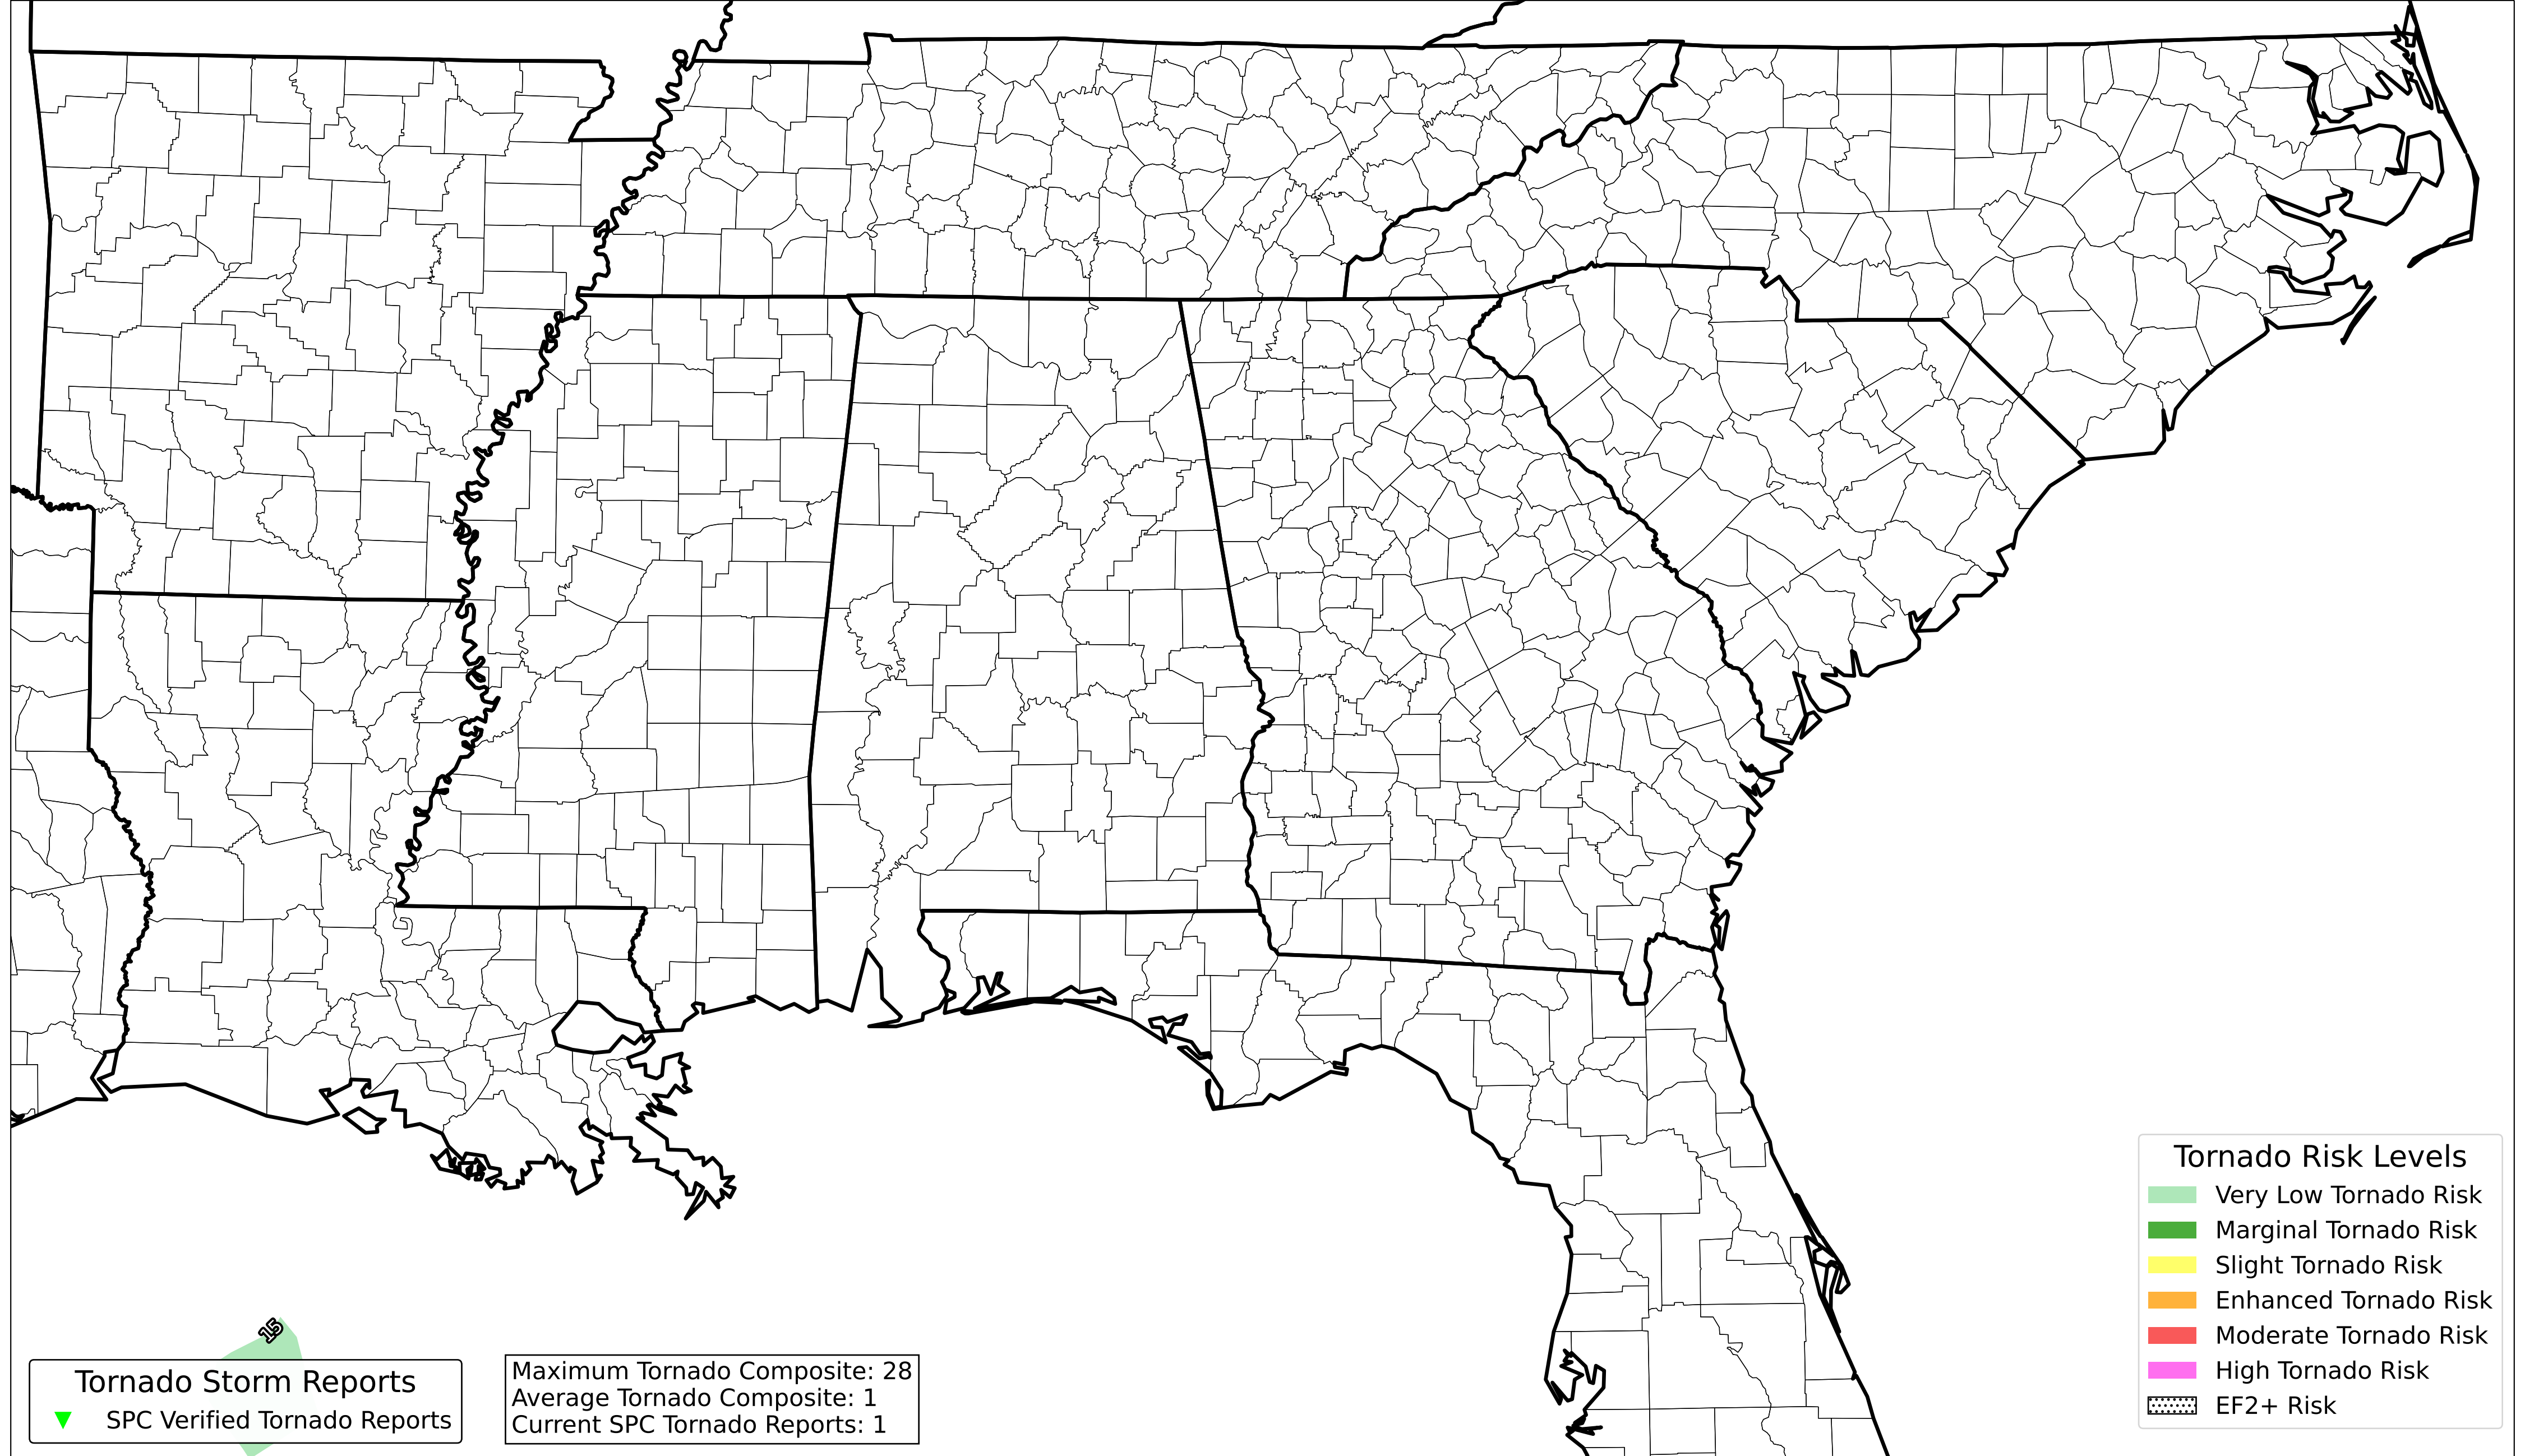 15
Tornado Storm Reports
SPC Verified Tornado Reports
Maximum Tornado Composite: 28
Average Tornado Composite: 1
Current SPC Tornado Reports: 1
Tornado Risk Levels
Very Low Tornado Risk
Marginal Tornado Risk
Slight Tornado Risk
Enhanced Tornado Risk
Moderate Tornado Risk
High Tornado Risk
EF2+ Risk